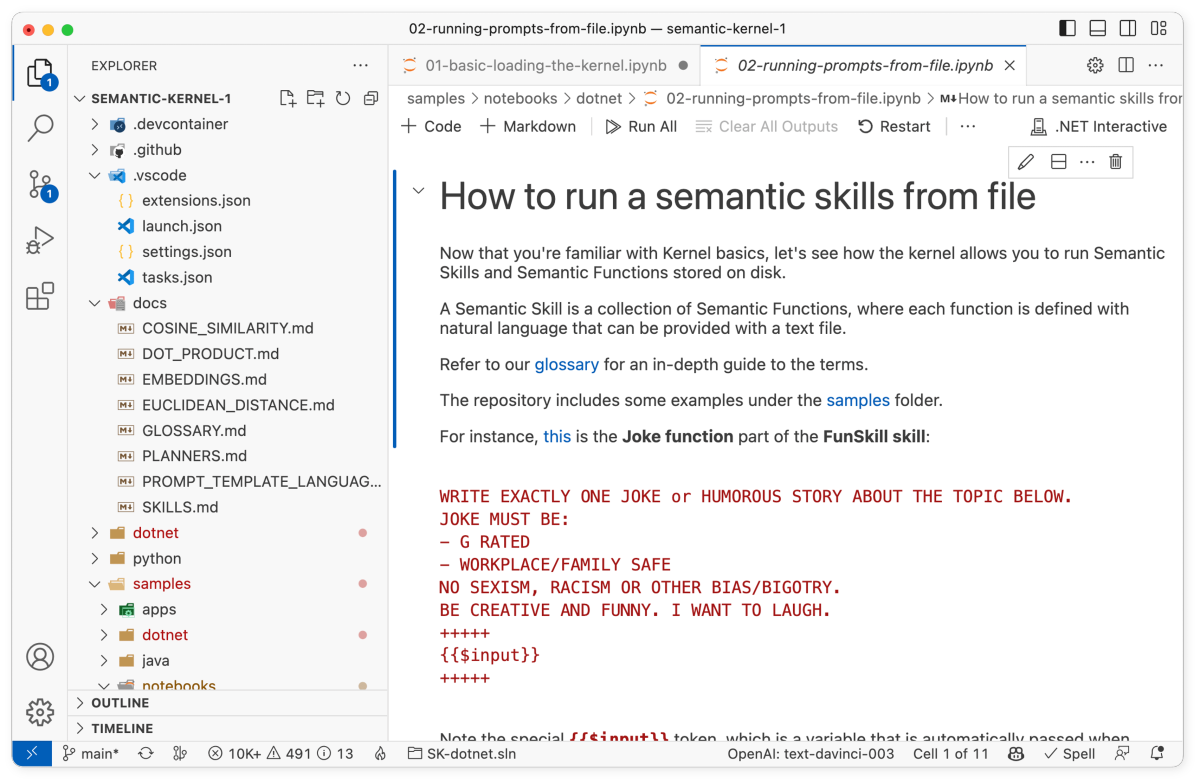 02-running-prompts-from-file.ipynb — semantic-kernel-1
EXPLORER
SEMANTIC-KERNEL-1
.devcontainer
.github
.vscode
extensions.json
launch.json
settings.json
tasks.json
docs
COSINE_SIMILARITY.md
DOT_PRODUCT.md
EMBEDDINGS.md
EUCLIDEAN_DISTANCE.md
GLOSSARY.md
PLANNERS.md
PROMPT_TEMPLATE_LANGUAG...
SKILLS.md
dotnet
python
samples
apps
dotnet
java
notebooks
OUTLINE
TIMELINE
1
1
01-basic-loading-the-kernel.ipynb
02-running-prompts-from-file.ipynb
samples > notebooks > dotnet > 02-running-prompts-from-file.ipynb > M↓How to run a semantic skills from
+ Code + Markdown Run All Clear All Outputs Restart ... .NET Interactive
How to run a semantic skills from file
Now that you're familiar with Kernel basics, let's see how the kernel allows you to run Semantic
Skills and Semantic Functions stored on disk.
A Semantic Skill is a collection of Semantic Functions, where each function is defined with
natural language that can be provided with a text file.
Refer to our glossary for an in-depth guide to the terms.
The repository includes some examples under the samples folder.
For instance, this is the Joke function part of the FunSkill skill:
WRITE EXACTLY ONE JOKE or HUMOROUS STORY ABOUT THE TOPIC BELOW.
JOKE MUST BE:
- G RATED
- WORKPLACE/FAMILY SAFE
NO SEXISM, RACISM OR OTHER BIAS/BIGOTRY.
BE CREATIVE AND FUNNY. I WANT TO LAUGH.
+++++
{{$input}}
+++++
Note the special {{$input}} token, which is a variable that is automatically passed when
main* 10K+ 491 13 SK-dotnet.sln OpenAI: text-davinci-003 Cell 1 of 11 Spell